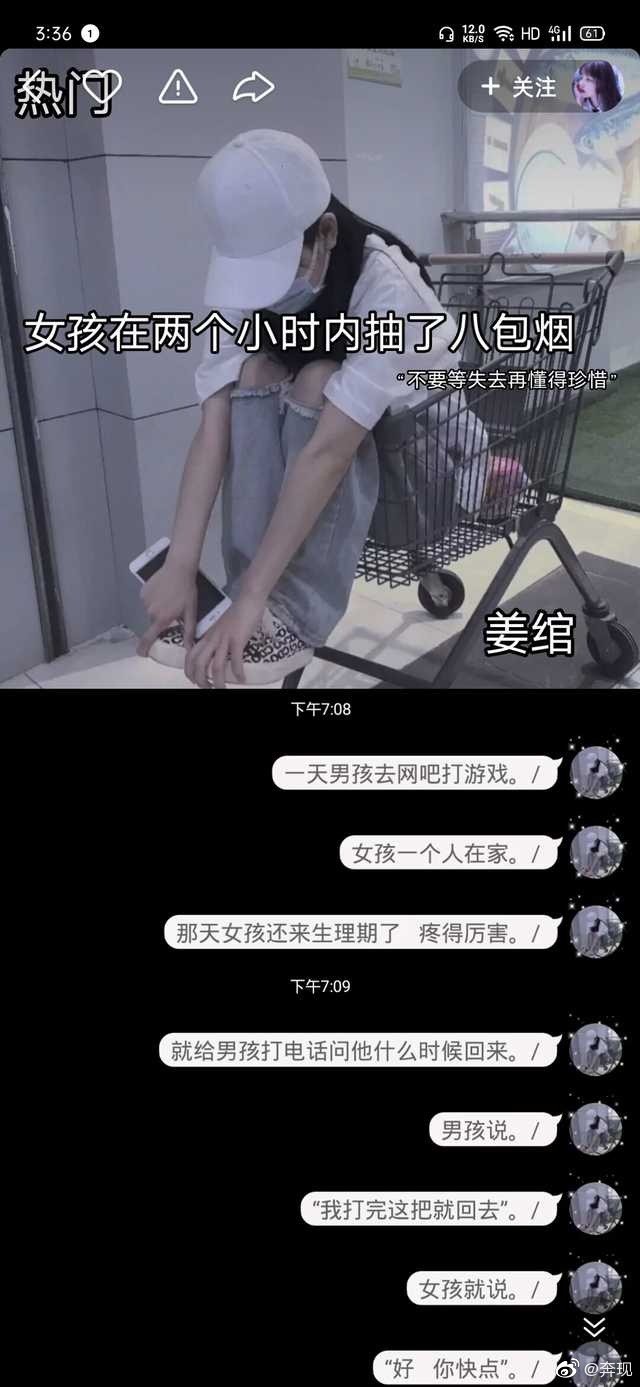 3:36 1 12.0 KB/S HD 4G 61
热门
+ 关注
女孩在两个小时内抽了八包烟
“不要等失去再懂得珍惜”
姜绾
下午7:08
一天男孩去网吧打游戏。/
女孩一个人在家。/
那天女孩还来生理期了 疼得厉害。/
下午7:09
就给男孩打电话问他什么时候回来。/
男孩说。/
“我打完这把就回去”。/
女孩就说。/
“好 你快点”。/
@奔现